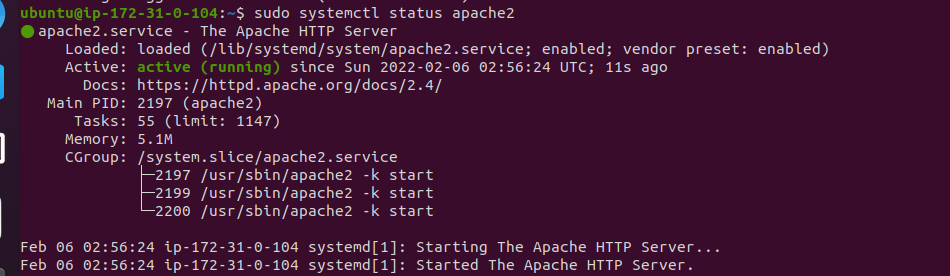 ubuntu@ip-172-31-0-104:~$ sudo systemctl status apache2
● apache2.service - The Apache HTTP Server
     Loaded: loaded (/lib/systemd/system/apache2.service; enabled; vendor preset: enabled)
     Active: active (running) since Sun 2022-02-06 02:56:24 UTC; 11s ago
       Docs: https://httpd.apache.org/docs/2.4/
   Main PID: 2197 (apache2)
      Tasks: 55 (limit: 1147)
     Memory: 5.1M
     CGroup: /system.slice/apache2.service
             ├─2197 /usr/sbin/apache2 -k start
             ├─2199 /usr/sbin/apache2 -k start
             └─2200 /usr/sbin/apache2 -k start

Feb 06 02:56:24 ip-172-31-0-104 systemd[1]: Starting The Apache HTTP Server...
Feb 06 02:56:24 ip-172-31-0-104 systemd[1]: Started The Apache HTTP Server.